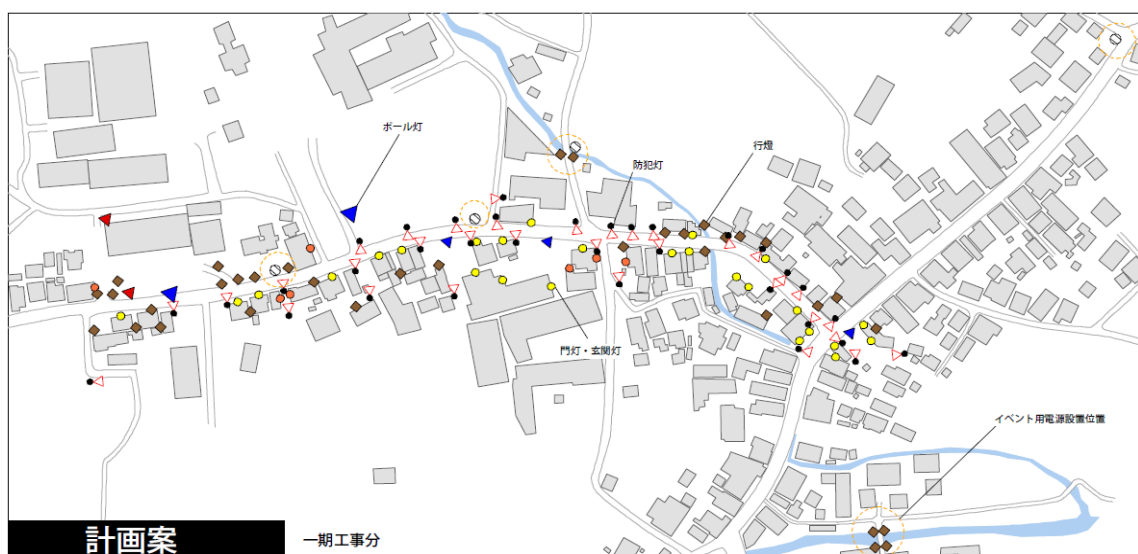 ポール灯
防犯灯
行燈
門灯・玄関灯
イベント用電源設置位置
計画案
一期工事分